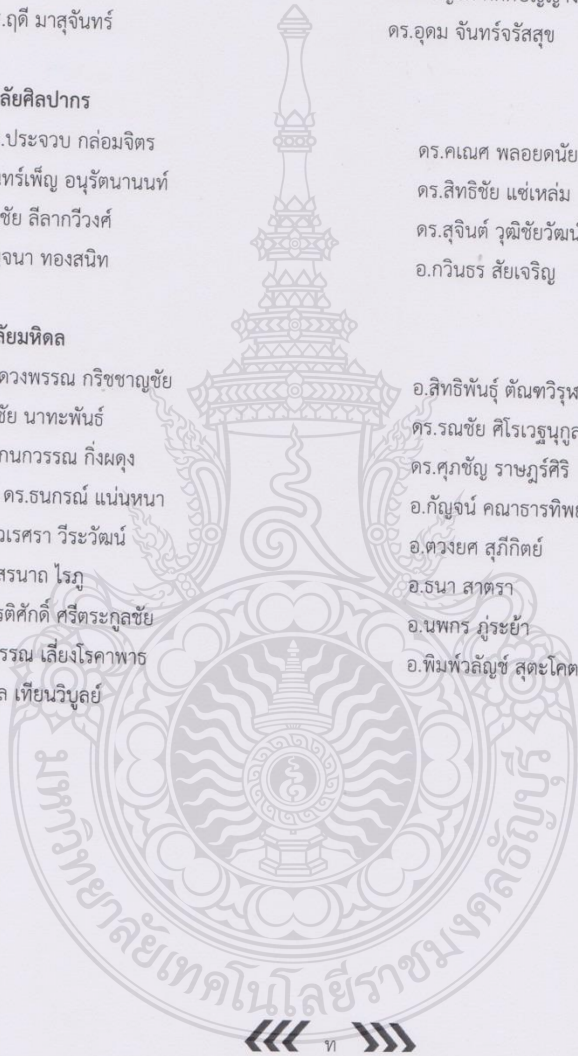 .ฤดี มาสุจันทร์
ดร.อุดม จันทร์จรัสสุข
ลัยศิลปากร
.ประจวบ กล่อมจิตร
ดร.คเณศ พลอยดนัย
นทร์เพ็ญ อนุรัตนานนท์
ดร.สิทธิชัย แซ่เหล่ม
ชัย ลีลากวีวงศ์
ดร.สุจินต์ วุฒิชัยวัฒน์
ญจนา ทองสนิท
อ.กวินธร สัยเจริญ
ลัยมหิดล
ดวงพรรณ กริชชาญชัย
อ.สิทธิพันธุ์ ตัณฑวิรุฬ
ชัย นาทะพันธ์
ดร.รณชัย ศิโรเวฐนุกูล
กนกวรรณ กิ่งผดุง
ดร.ศุภชัญ ราษฎร์ศิริ
ดร.ธนกรณ์ แน่นหนา
อ.กัญจน์ คณาธารทิพย
วเรศรา วีระวัฒน์
อ.ตวงยศ สุภีกิตย์
สรนาถ ไรภู
อ.ธนา สาตรา
รติศักดิ์ ศรีตระกูลชัย
อ.นพกร ภู่ระย้า
รรณ เลี่ยงโรคาพาธ
อ.พิมพ์วลัญช์ สุตะโคต
ล เทียนวิบูลย์
มหาวิทยาลัยเทคโนโลยีราชมงคลธัญบุรี
ท